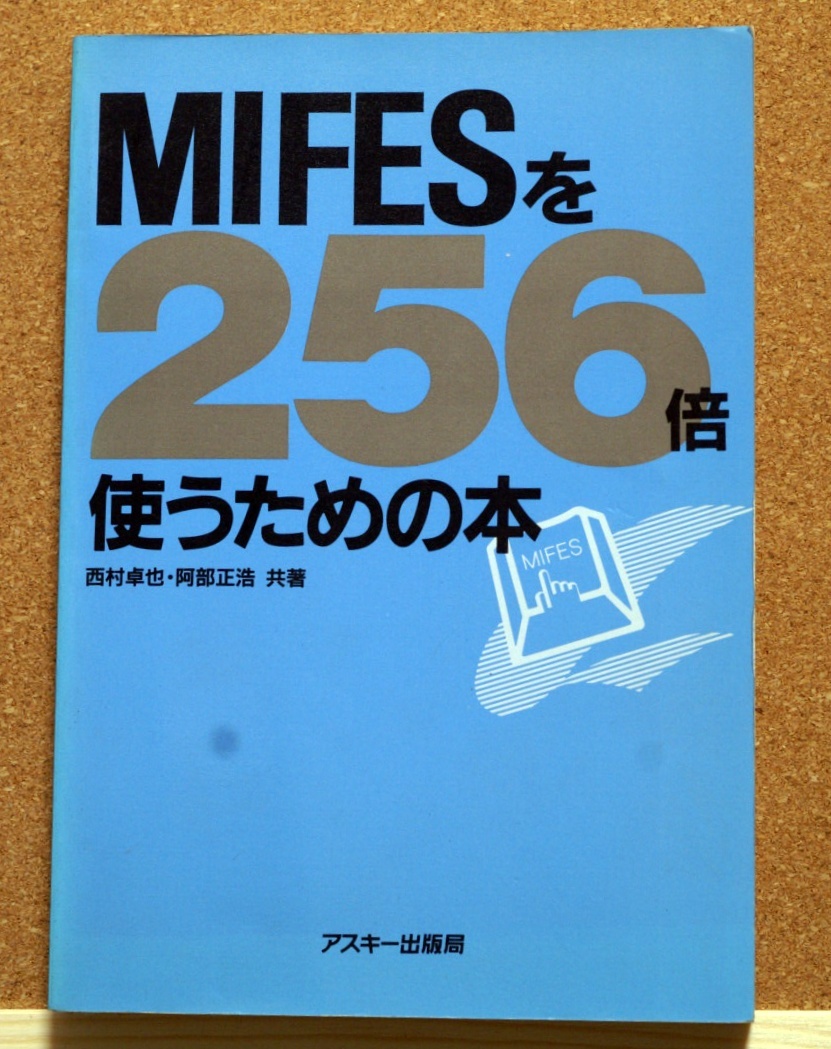 MIFESを
256倍
使うための本
西村卓也・阿部正浩 共著
MIFES
アスキー出版局